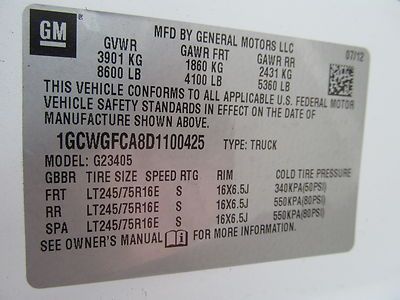 GM
MFD BY GENERAL MOTORS LLC
GVWR GAWR FRT GAWR RR 07/12
3901 KG 1860 KG 2431 KG
8600 LB 4100 LB 5360 LB
THIS VEHICLE CONFORMS TO ALL APPLICABLE U.S. FEDERAL MOTOR
VEHICLE SAFETY STANDARDS IN EFFECT ON THE DATE OF
MANUFACTURE SHOWN ABOVE.
1GCWGFCA8D1100425 TYPE: TRUCK
MODEL: G23405
GBBR TIRE SIZE SPEED RTG RIM COLD TIRE PRESSURE
FRT LT245/75R16E S 16X6.5J 340KPA(50PSI)
RR LT245/75R16E S 16X6.5J 550KPA(80PSI)
SPA LT245/75R16E S 16X6.5J 550KPA(80PSI)
SEE OWNER'S MANUAL FOR MORE INFORMATION.